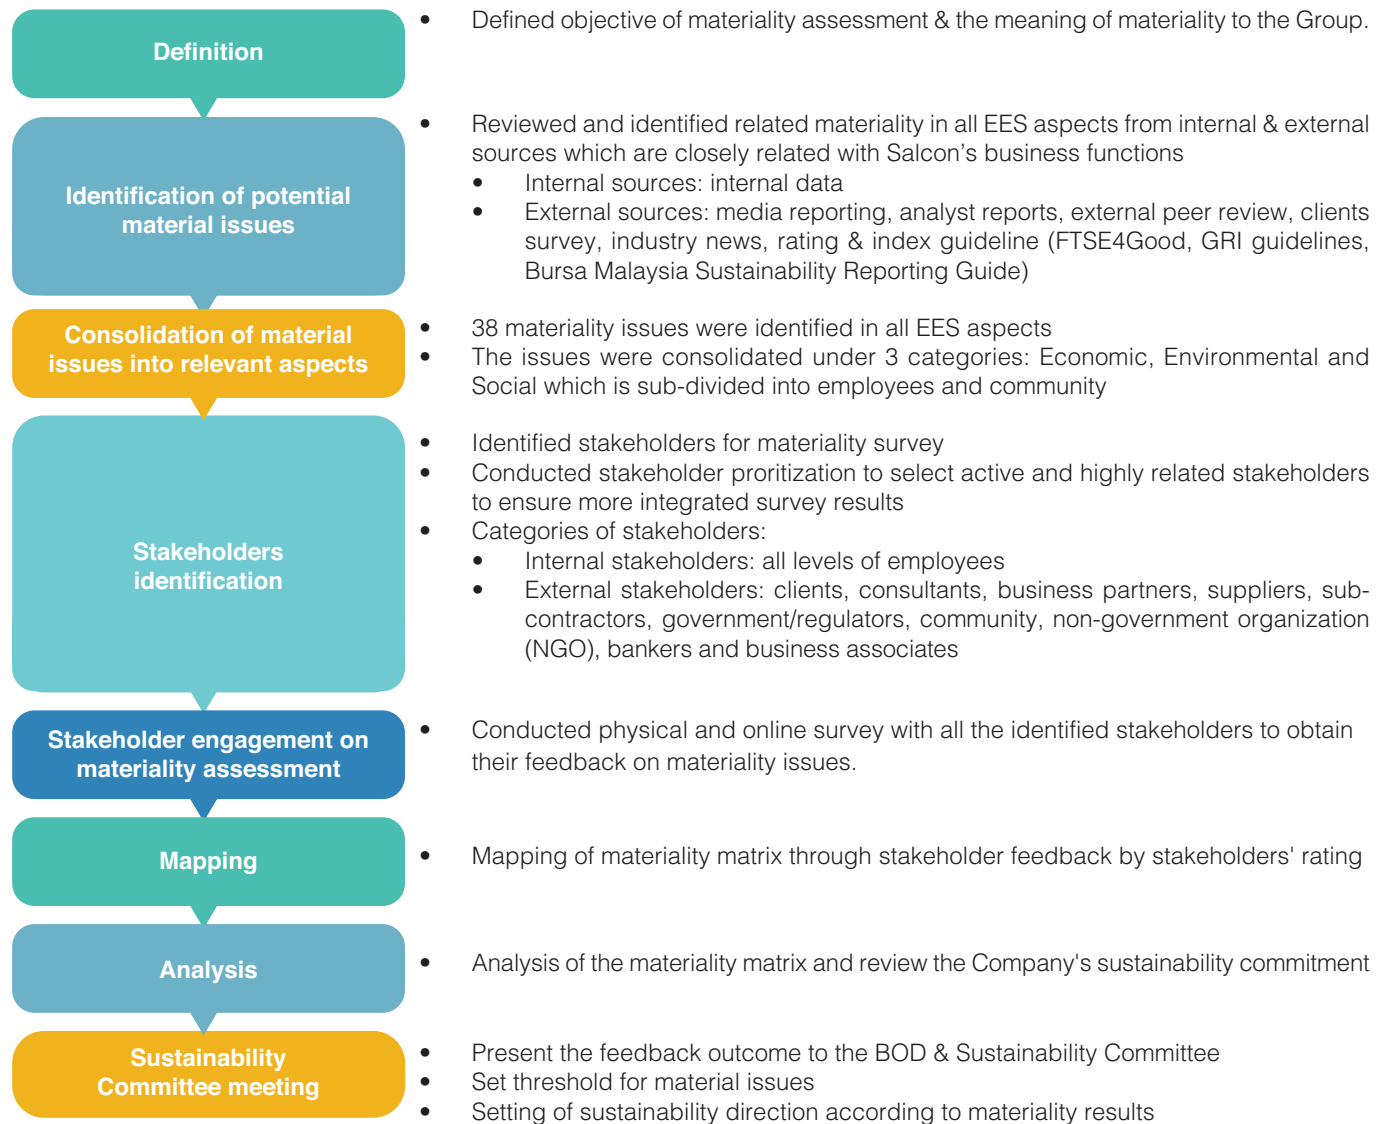 Definition
• Defined objective of materiality assessment & the meaning of materiality to the Group.
Identification of potential
material issues
• Reviewed and identified related materiality in all EES aspects from internal & external
sources which are closely related with Salcon’s business functions
• Internal sources: internal data
• External sources: media reporting, analyst reports, external peer review, clients
survey, industry news, rating & index guideline (FTSE4Good, GRI guidelines,
Bursa Malaysia Sustainability Reporting Guide)
Consolidation of material
issues into relevant aspects
• 38 materiality issues were identified in all EES aspects
• The issues were consolidated under 3 categories: Economic, Environmental and
Social which is sub-divided into employees and community
Stakeholders
identification
• Identified stakeholders for materiality survey
• Conducted stakeholder proritization to select active and highly related stakeholders
to ensure more integrated survey results
• Categories of stakeholders:
• Internal stakeholders: all levels of employees
• External stakeholders: clients, consultants, business partners, suppliers, sub-
contractors, government/regulators, community, non-government organization
(NGO), bankers and business associates
Stakeholder engagement on
materiality assessment
• Conducted physical and online survey with all the identified stakeholders to obtain
their feedback on materiality issues.
Mapping
• Mapping of materiality matrix through stakeholder feedback by stakeholders' rating
Analysis
• Analysis of the materiality matrix and review the Company's sustainability commitment
Sustainability
Committee meeting
• Present the feedback outcome to the BOD & Sustainability Committee
• Set threshold for material issues
• Setting of sustainability direction according to materiality results